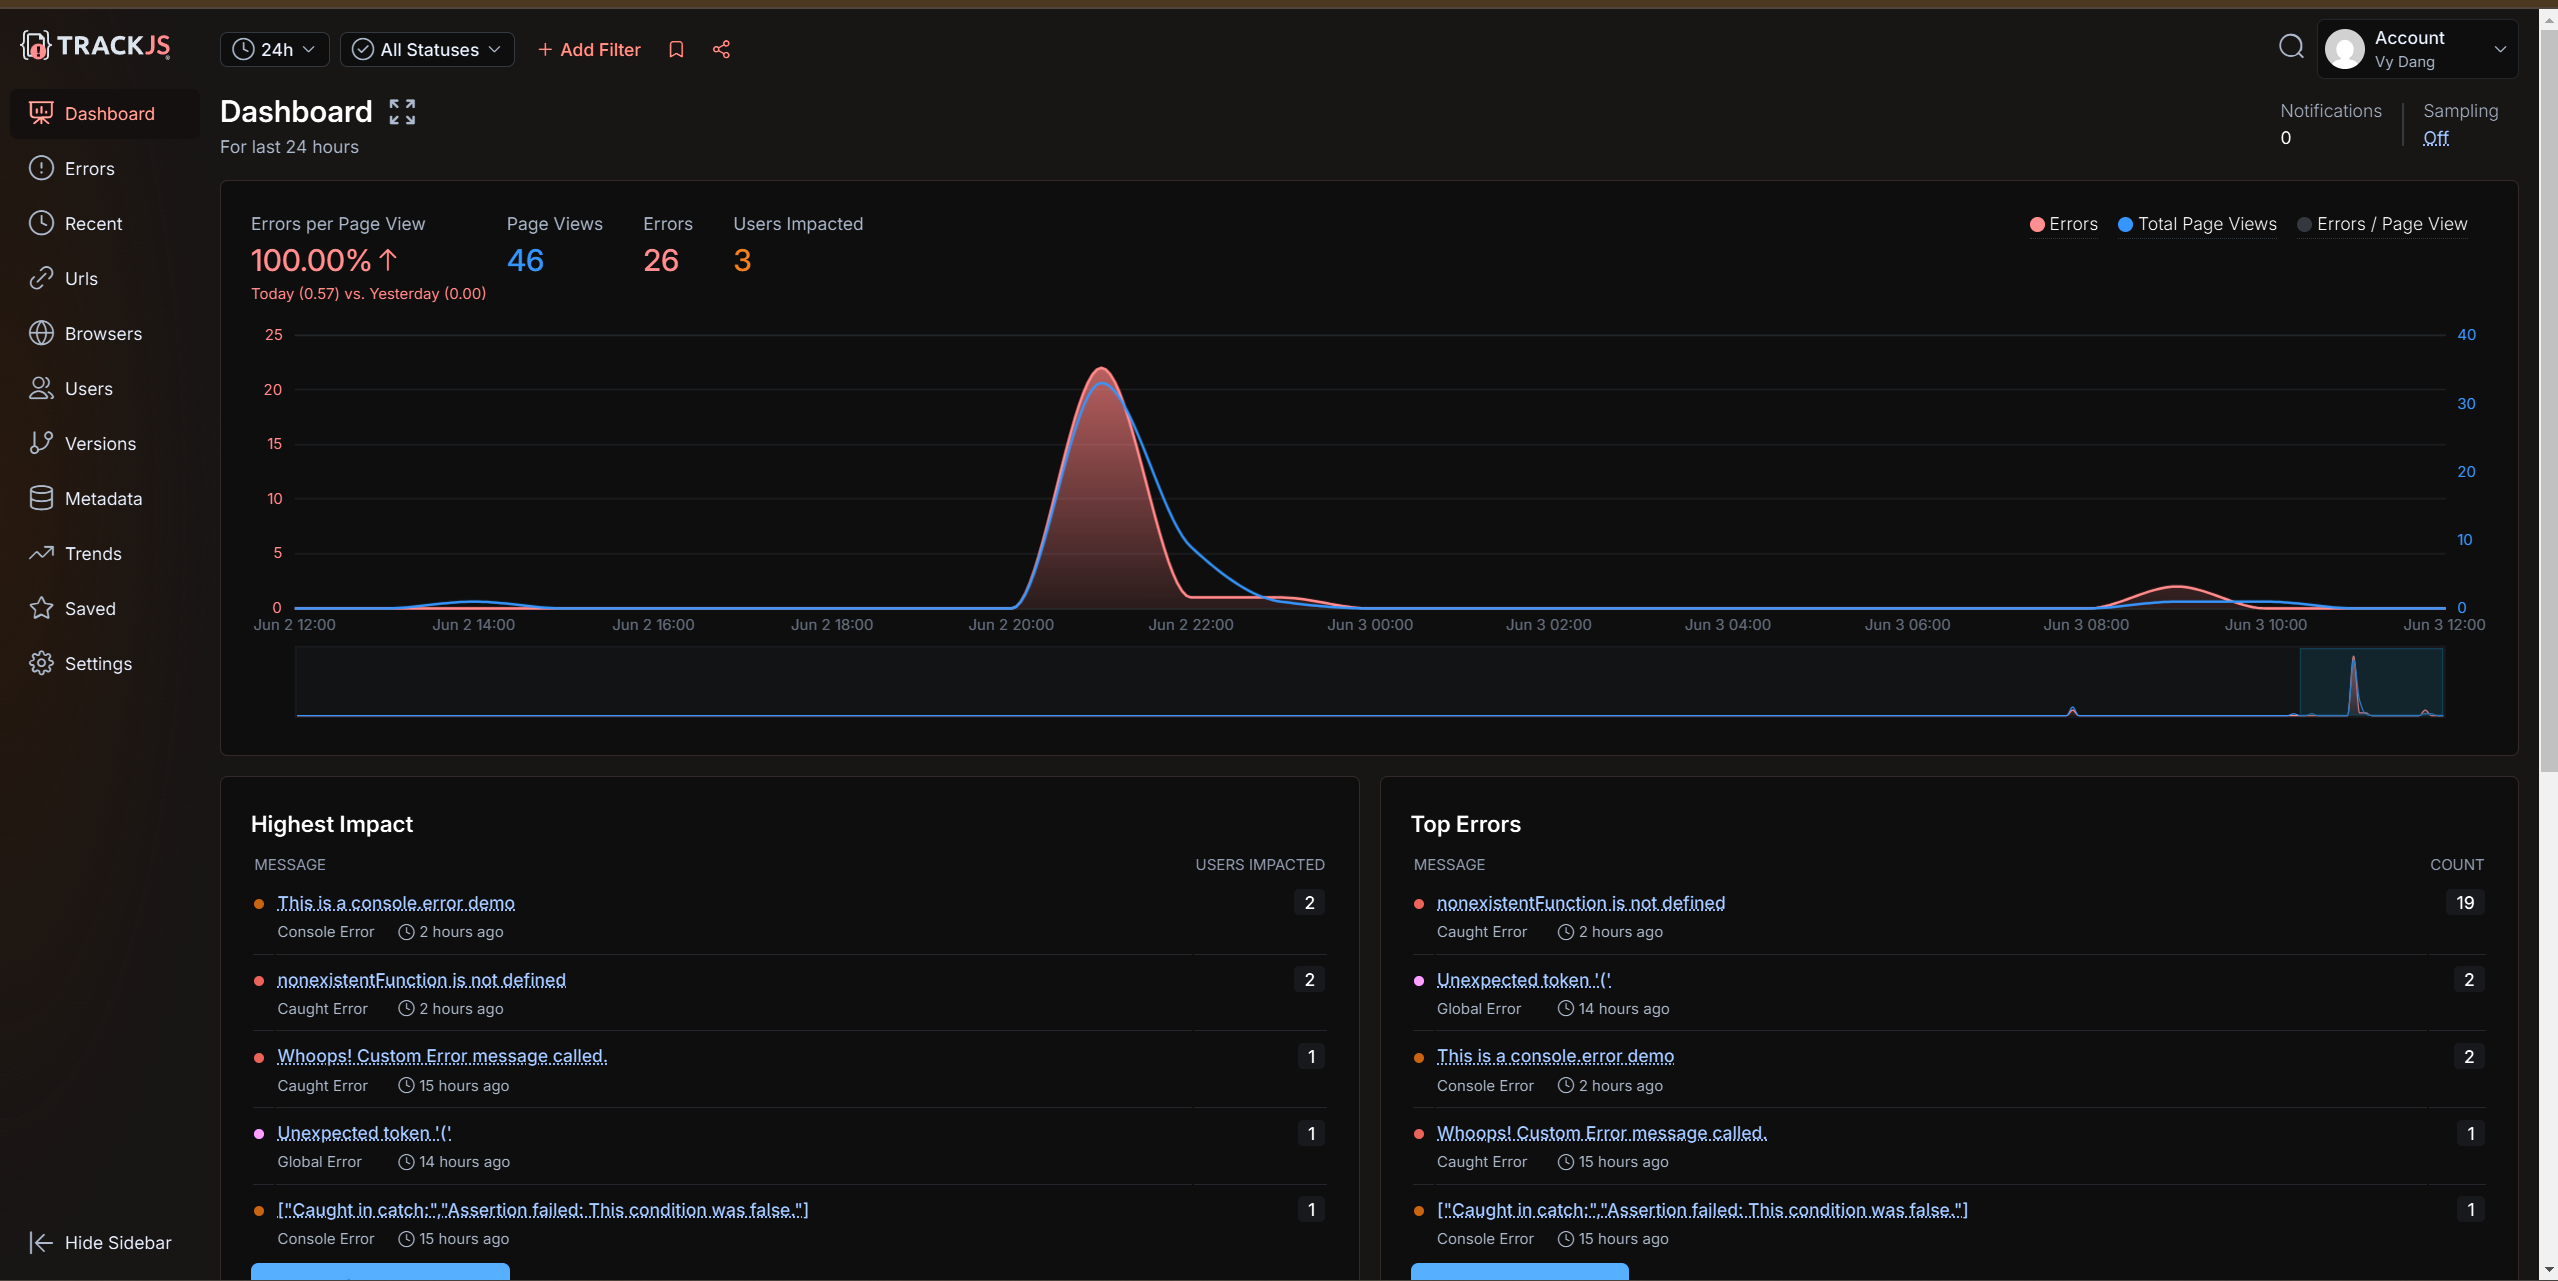 TRACKJS
24h
All Statuses
+ Add Filter
Account
Vy Dang
Dashboard
Errors
Recent
Urls
Browsers
Users
Versions
Metadata
Trends
Saved
Settings
Hide Sidebar
Dashboard
For last 24 hours
Notifications
0
Sampling
Off
Errors per Page View
100.00%
Today (0.57) vs. Yesterday (0.00)
Page Views
46
Errors
26
Users Impacted
3
Errors
Total Page Views
Errors / Page View
25
20
15
10
5
0
40
30
20
10
0
Jun 2 12:00
Jun 2 14:00
Jun 2 16:00
Jun 2 18:00
Jun 2 20:00
Jun 2 22:00
Jun 3 00:00
Jun 3 02:00
Jun 3 04:00
Jun 3 06:00
Jun 3 08:00
Jun 3 10:00
Jun 3 12:00
Highest Impact
MESSAGE USERS IMPACTED
This is a console.error demo 2
Console Error 2 hours ago
nonexistentFunction is not defined 2
Caught Error 2 hours ago
Whoops! Custom Error message called. 1
Caught Error 15 hours ago
Unexpected token '(' 1
Global Error 14 hours ago
["Caught in catch:","Assertion failed: This condition was false."] 1
Console Error 15 hours ago
Top Errors
MESSAGE COUNT
nonexistentFunction is not defined 19
Caught Error 2 hours ago
Unexpected token '(' 2
Global Error 14 hours ago
This is a console.error demo 2
Console Error 2 hours ago
Whoops! Custom Error message called. 1
Caught Error 15 hours ago
["Caught in catch:","Assertion failed: This condition was false."] 1
Console Error 15 hours ago